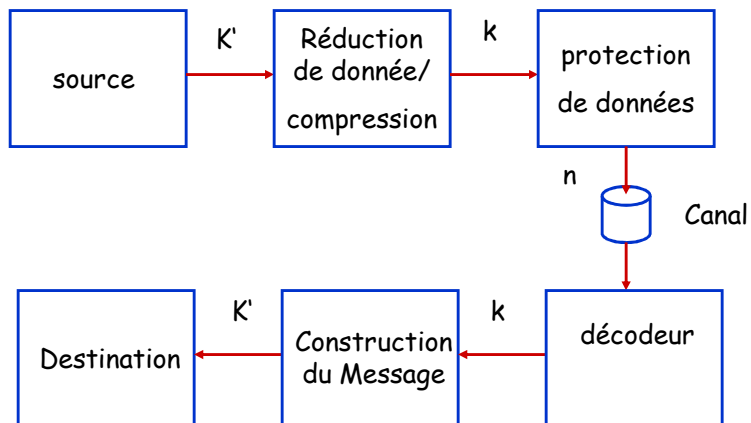 source
K'
Réduction
de donnée/
compression
k
protection
de données
n
Canal
décodeur
k
Construction
du Message
K'
Destination